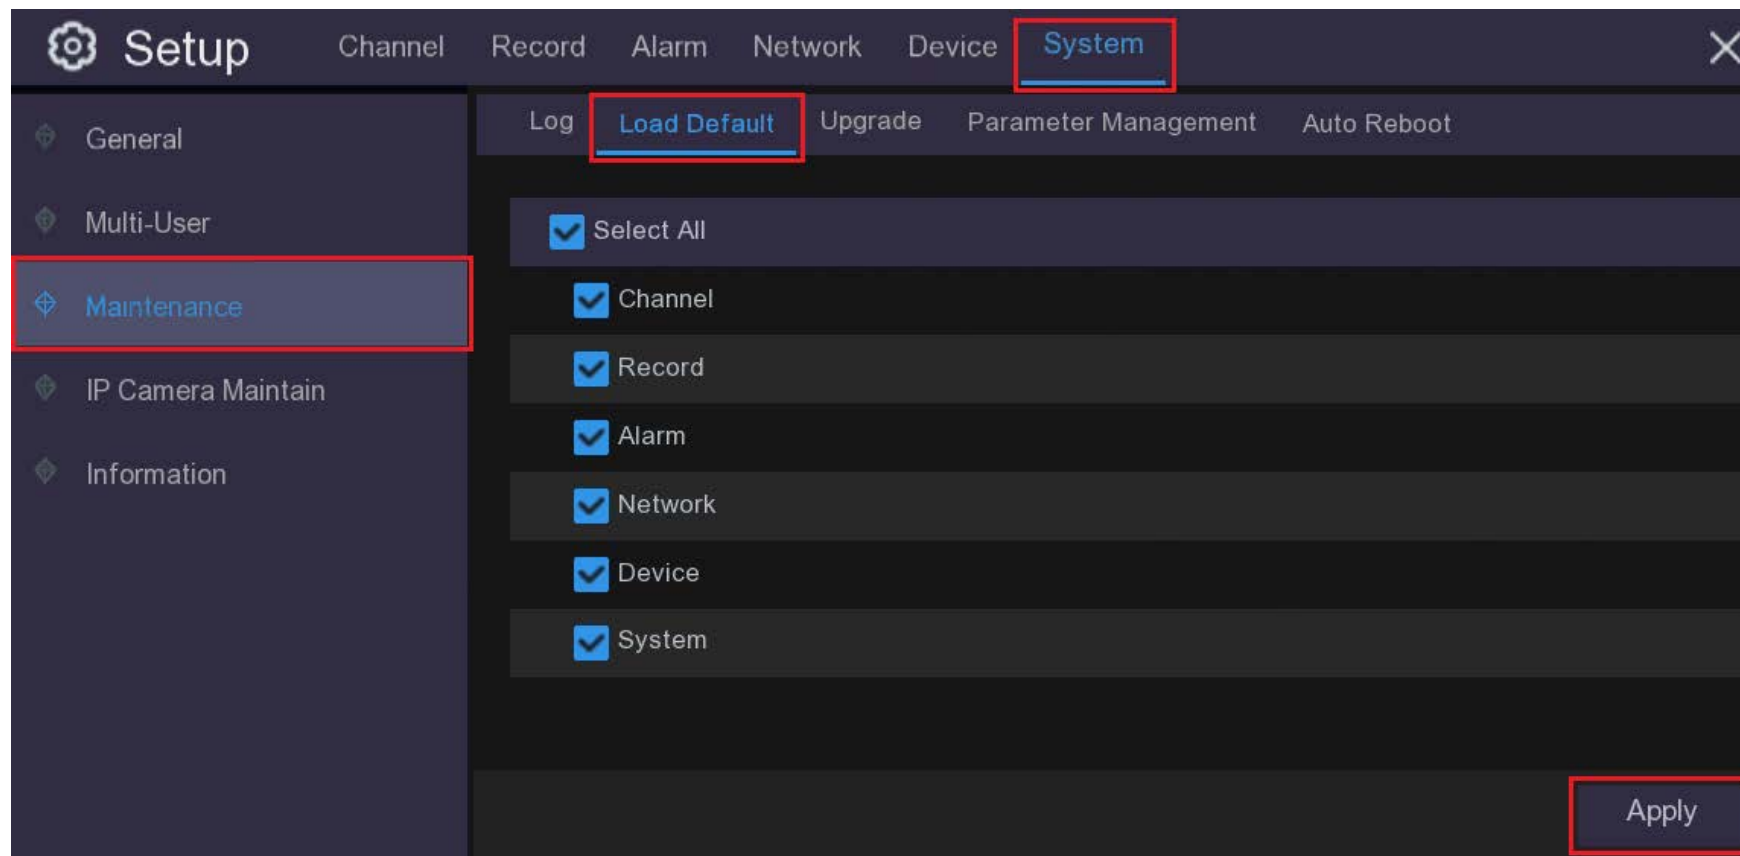 Setup Channel Record Alarm Network Device System
Log Load Default Upgrade Parameter Management Auto Reboot
General
Multi-User
Maintenance
IP Camera Maintain
Information
Select All
Channel
Record
Alarm
Network
Device
System
Apply